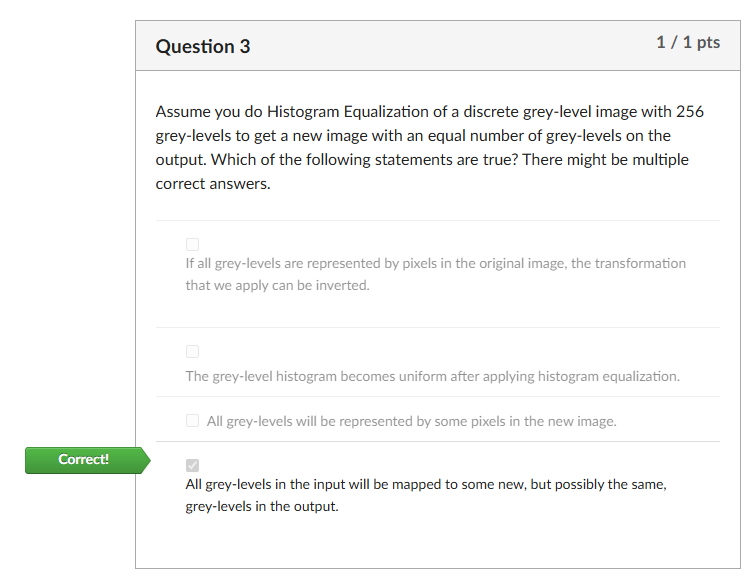 Question 3
1 / 1 pts
Assume you do Histogram Equalization of a discrete grey-level image with 256
grey-levels to get a new image with an equal number of grey-levels on the
output. Which of the following statements are true? There might be multiple
correct answers.
If all grey-levels are represented by pixels in the original image, the transformation
that we apply can be inverted.
The grey-level histogram becomes uniform after applying histogram equalization.
All grey-levels will be represented by some pixels in the new image.
Correct!
All grey-levels in the input will be mapped to some new, but possibly the same,
grey-levels in the output.